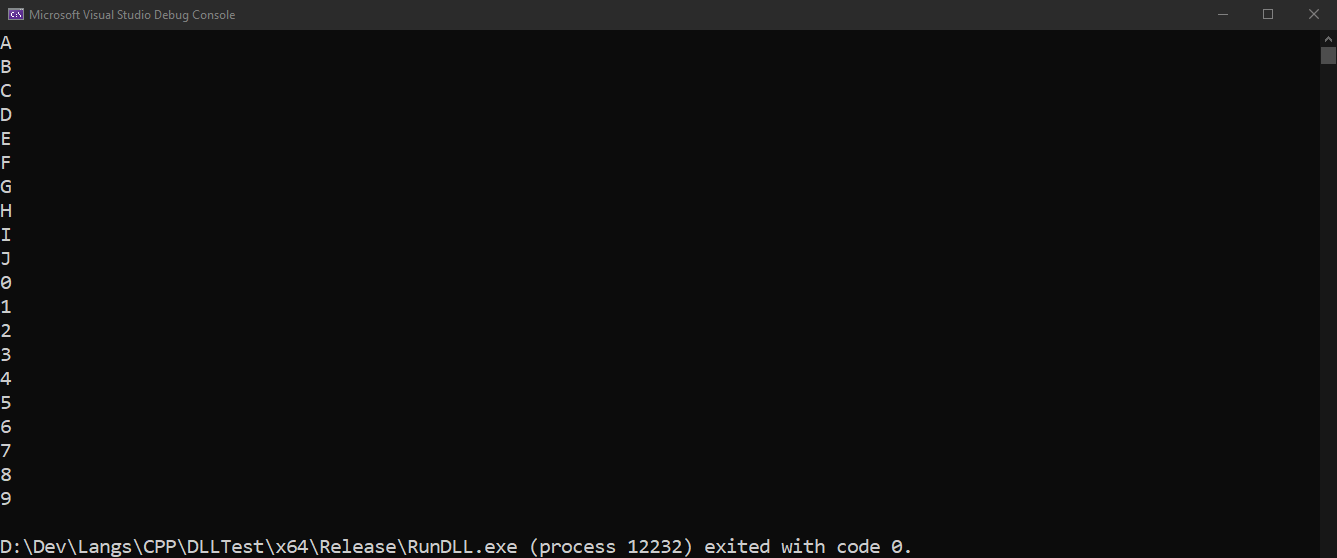 Microsoft Visual Studio Debug Console
A
B
C
D
E
F
G
H
I
J
0
1
2
3
4
5
6
7
8
9
D:\Dev\Langs\CPP\DLLTest\x64\Release\RunDLL.exe (process 12232) exited with code 0.